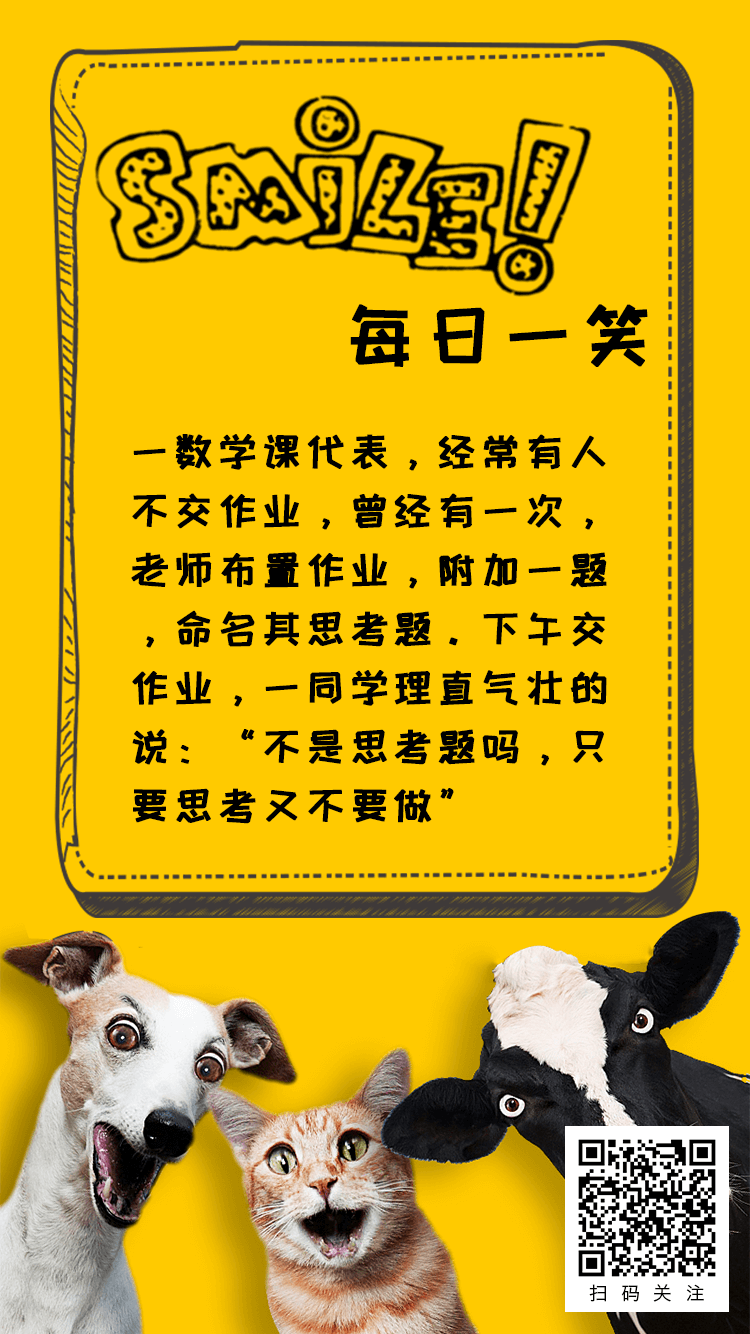 SMiLE!
每日一笑
一数学课代表，经常有人
不交作业，曾经有一次，
老师布置作业，附加一题
，命名其思考题．下午交
作业，一同学理直气壮的
说：“不是思考题吗，只
要思考又不要做”
扫码关注